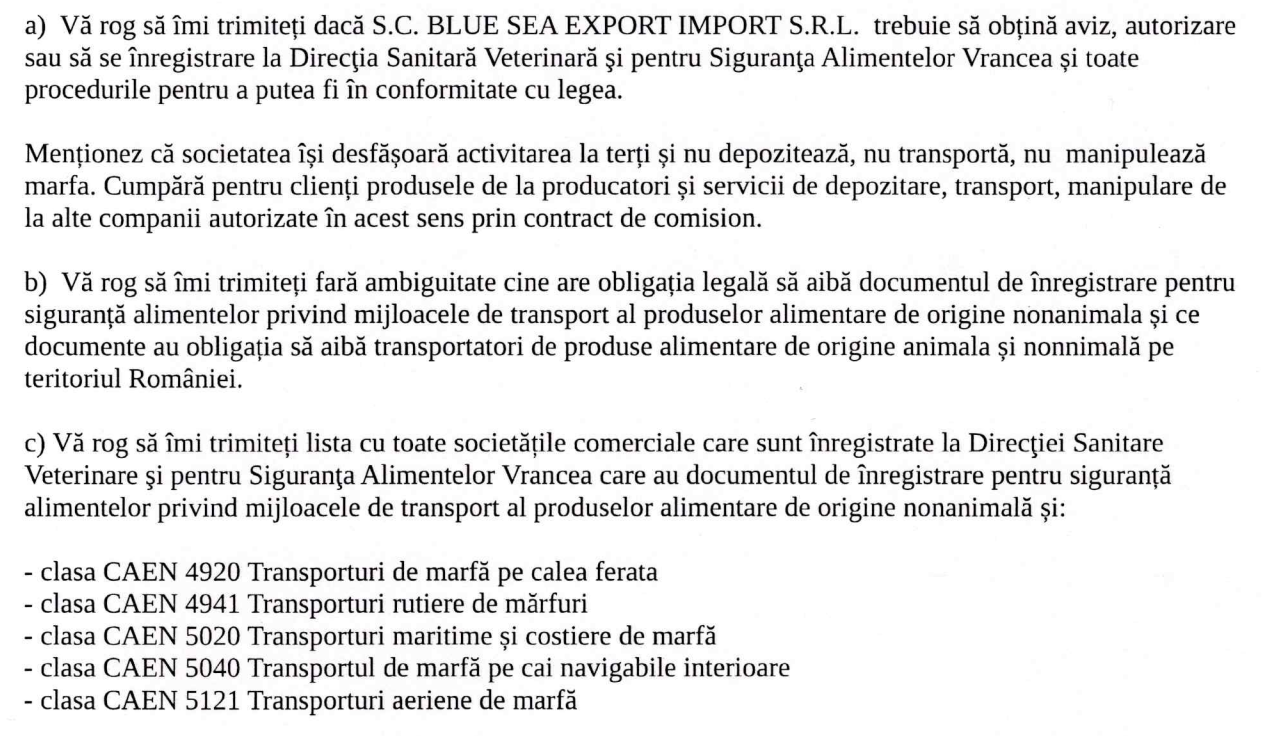 a)  Vă rog să îmi trimiteți dacă S.C. BLUE SEA EXPORT IMPORT S.R.L.  trebuie să obțină aviz, autorizare
sau să se înregistrare la Direcţia Sanitară Veterinară şi pentru Siguranţa Alimentelor Vrancea și toate
procedurile pentru a putea fi în conformitate cu legea.
Menționez că societatea își desfășoară activitarea la terți și nu depozitează, nu transportă, nu  manipulează
marfa. Cumpără pentru clienți produsele de la producatori și servicii de depozitare, transport, manipulare de
la alte companii autorizate în acest sens prin contract de comision.
b)  Vă rog să îmi trimiteți fară ambiguitate cine are obligația legală să aibă documentul de înregistrare pentru
siguranță alimentelor privind mijloacele de transport al produselor alimentare de origine nonanimala și ce
documente au obligația să aibă transportatori de produse alimentare de origine animala și nonnimală pe
teritoriul României.
c) Vă rog să îmi trimiteți lista cu toate societățile comerciale care sunt înregistrate la Direcţiei Sanitare
Veterinare şi pentru Siguranţa Alimentelor Vrancea care au documentul de înregistrare pentru siguranță
alimentelor privind mijloacele de transport al produselor alimentare de origine nonanimală și:
- clasa CAEN 4920 Transporturi de marfă pe calea ferata
- clasa CAEN 4941 Transporturi rutiere de mărfuri
- clasa CAEN 5020 Transporturi maritime și costiere de marfă
- clasa CAEN 5040 Transportul de marfă pe cai navigabile interioare
- clasa CAEN 5121 Transporturi aeriene de marfă